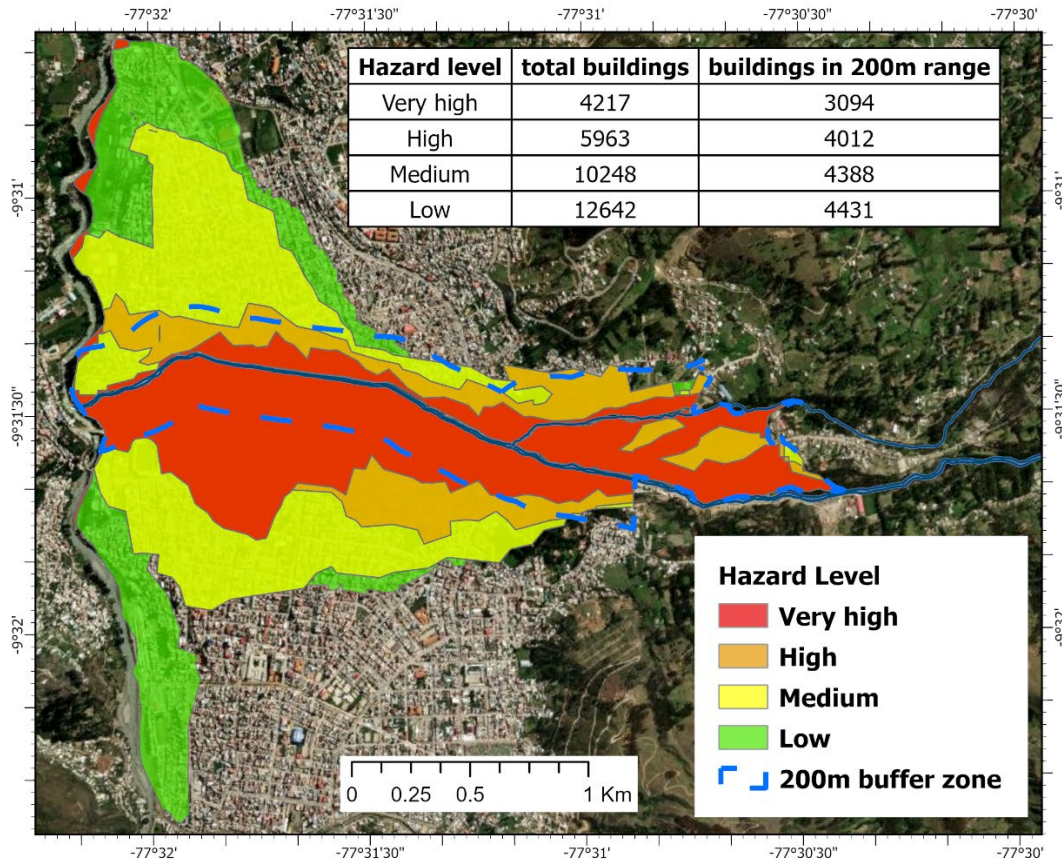 -77°32' -77°31'30" -77°31' -77°30'30" -77°30'
Hazard level total buildings buildings in 200m range
Very high 4217 3094
High 5963 4012
Medium 10248 4388
Low 12642 4431
-9°31' -9°31'
-9°31'30" -9°31'30"
-9°32' -9°32'
Hazard Level
Very high
High
Medium
Low
200m buffer zone
0 0.25 0.5 1 Km
-77°32' -77°31'30" -77°31' -77°30'30" -77°30'